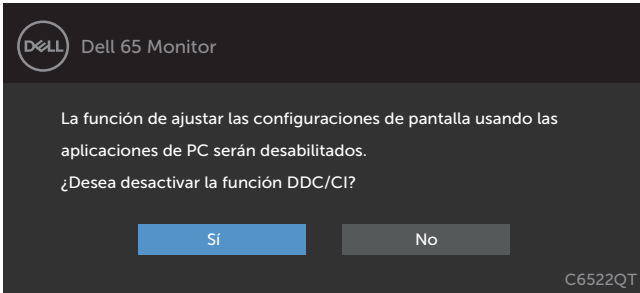 DELL Dell 65 Monitor
La función de ajustar las configuraciones de pantalla usando las
aplicaciones de PC serán desabilitados.
¿Desea desactivar la función DDC/CI?
Sí No
C6522QT